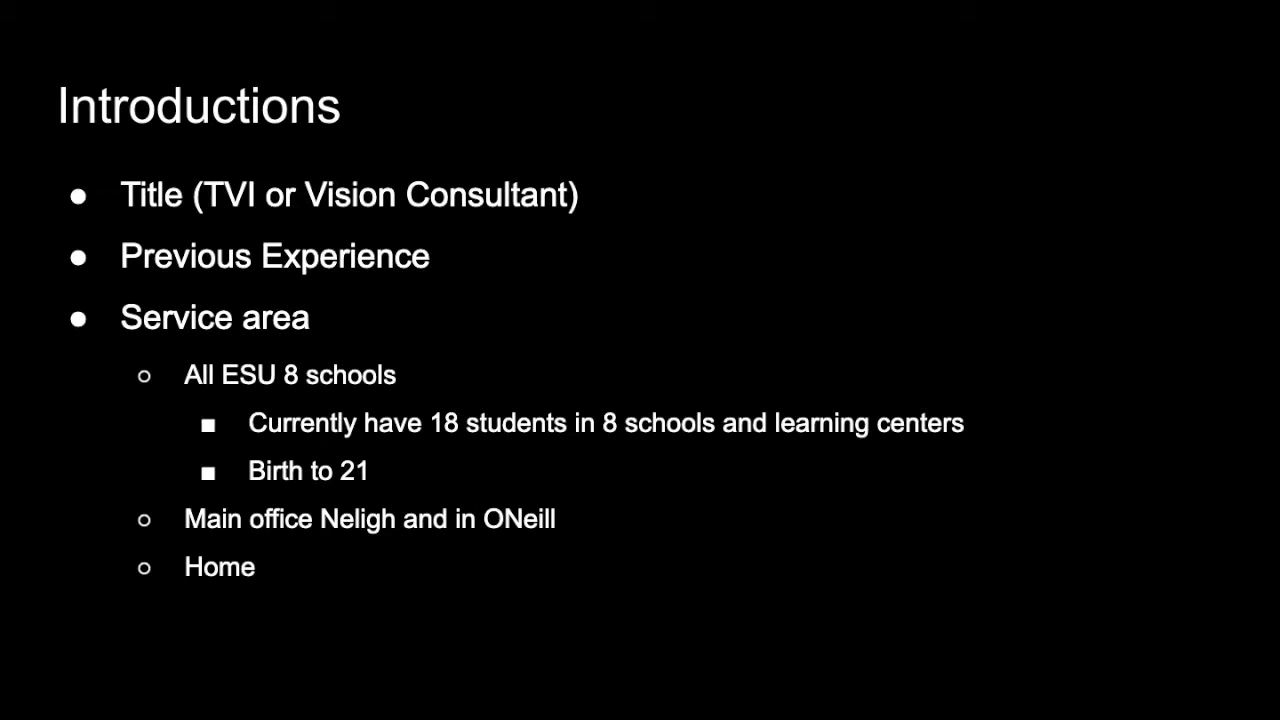 Introductions
● Title (TVI or Vision Consultant)
● Previous Experience
● Service area
○ All ESU 8 schools
■ Currently have 18 students in 8 schools and learning centers
■ Birth to 21
○ Main office Neligh and in ONeill
○ Home